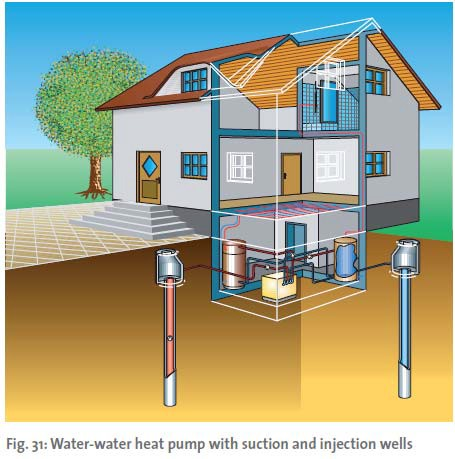 Fig. 31: Water-water heat pump with suction and injection wells